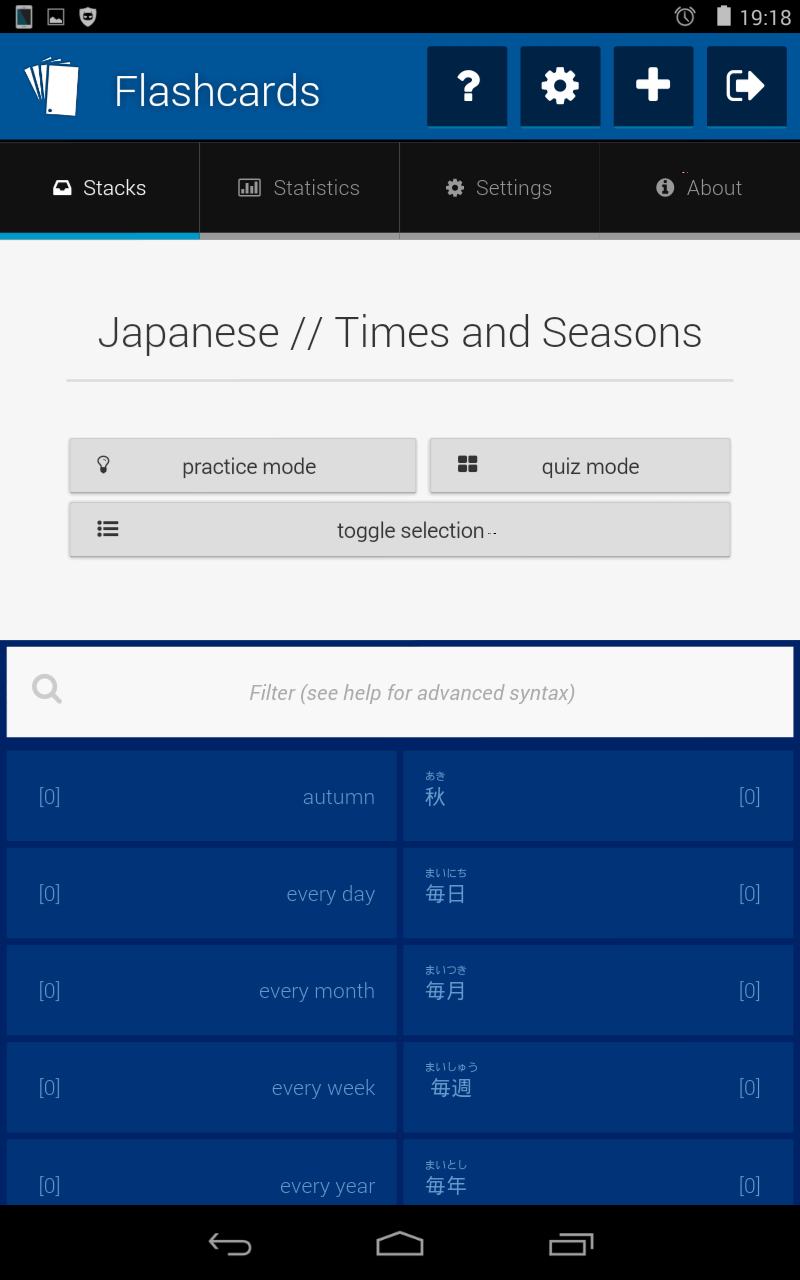 19:18
Flashcards
Stacks
Statistics
Settings
About
Japanese // Times and Seasons
practice mode
quiz mode
toggle selection
Filter (see help for advanced syntax)
[0] autumn
あき
秋 [0]
[0] every day
まいにち
毎日 [0]
[0] every month
まいつき
毎月 [0]
[0] every week
まいしゅう
毎週 [0]
[0] every year
まいとし
毎年 [0]